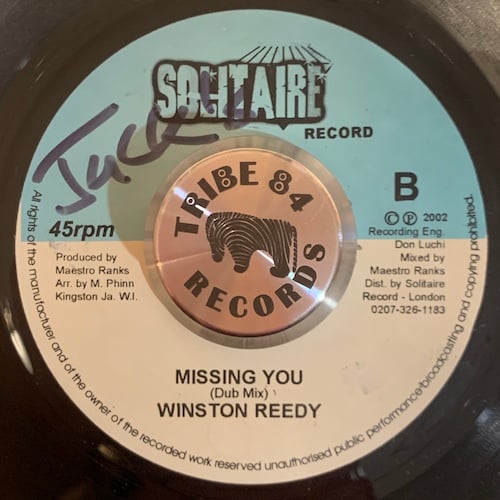 SOLITAIRE
RECORD
45rpm
Produced by
Maestro Ranks
Arr. by M. Phinn
Kingston Ja. W.I.
TRIBE 84
RECORDS
B
© ℗ 2002
Recording Eng.
Don Luchi
Mixed by
Maestro Ranks
Dist. by Solitaire
Record - London
0207-326-1183
MISSING YOU
(Dub Mix)
WINSTON REEDY
All rights of the manufacturer and of the owner of the recorded work reserved unauthorised public performance broadcasting and copying prohibited.